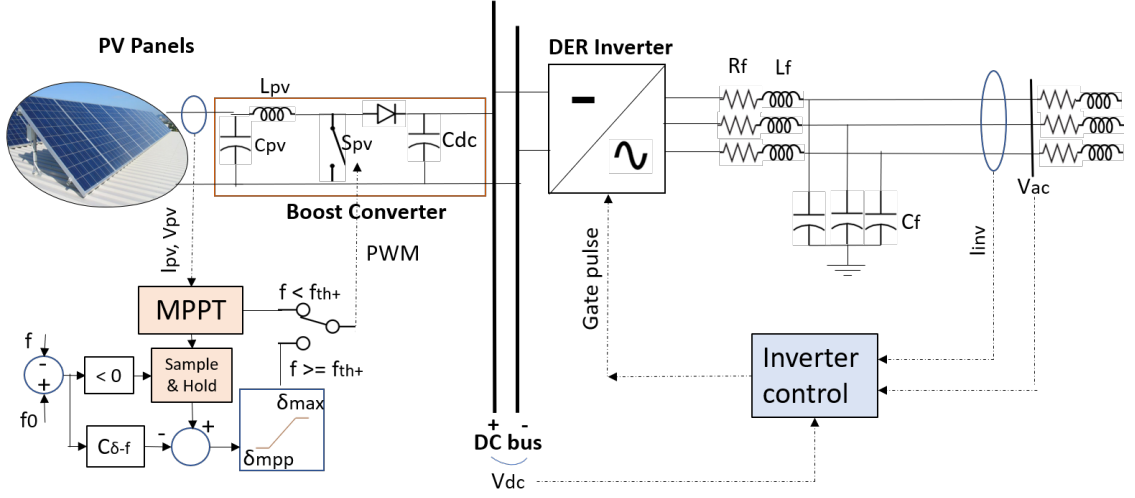 PV Panels
DER Inverter
Lpv
Rf Lf
Cpv
Spv
Cdc
Boost Converter
Vac
Cf
Ipv, Vpv
PWM
Gate pulse
Iinv
MPPT
f < fth+
f
-
+
f0
< 0
Sample
& Hold
f >= fth+
Inverter
control
Cδ-f
-
+
δmax
δmpp
+ -
DC bus
Vdc